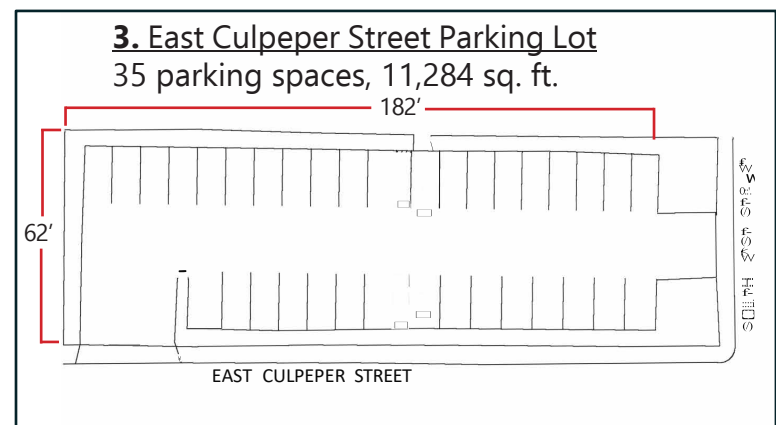 3. East Culpeper Street Parking Lot
35 parking spaces, 11,284 sq. ft.
182'
62'
EAST CULPEPER STREET